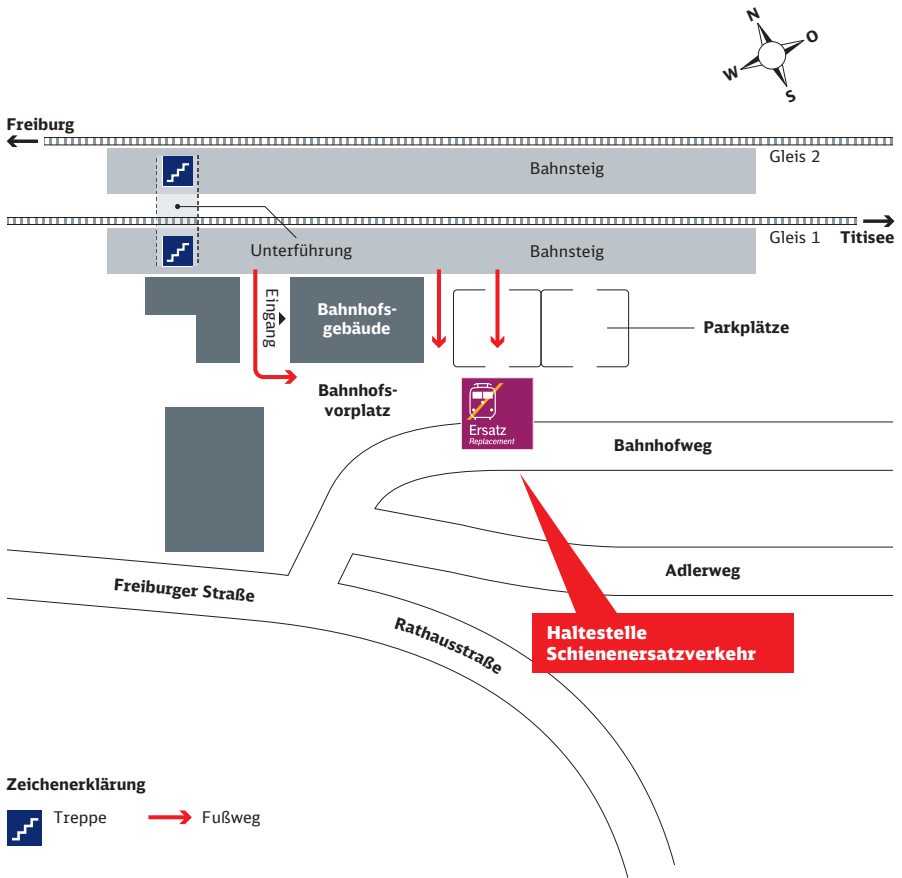 N
O
W
S
Freiburg
Gleis 2
Bahnsteig
Gleis 1
Titisee
Unterführung
Bahnsteig
Eingang
Bahnhofs-
gebäude
Parkplätze
Bahnhofs-
vorplatz
Ersatz
Replacement
Bahnhofweg
Adlerweg
Freiburger Straße
Rathausstraße
Haltestelle
Schienenersatzverkehr
Zeichenerklärung
Treppe
Fußweg